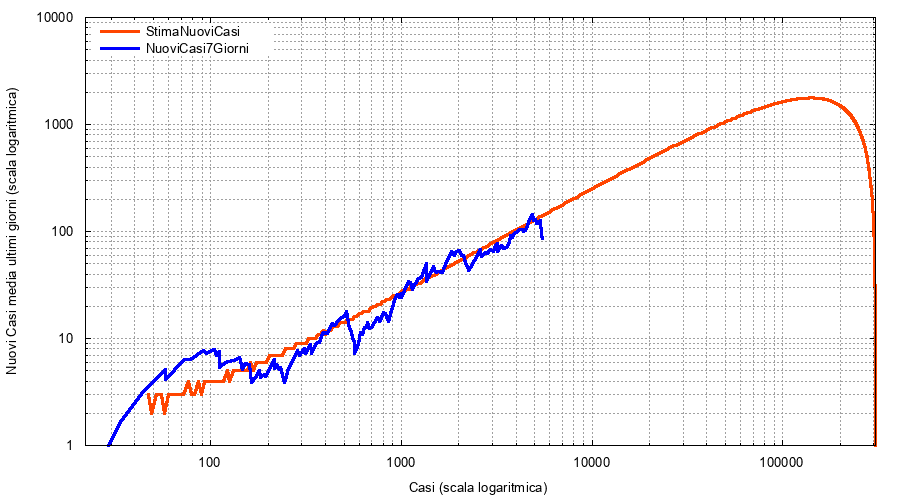 10000
StimaNuoviCasi
NuoviCasi7Giorni
1000
100
10
1
Nuovi Casi media ultimi giorni (scala logaritmica)
100 1000 10000 100000
Casi (scala logaritmica)